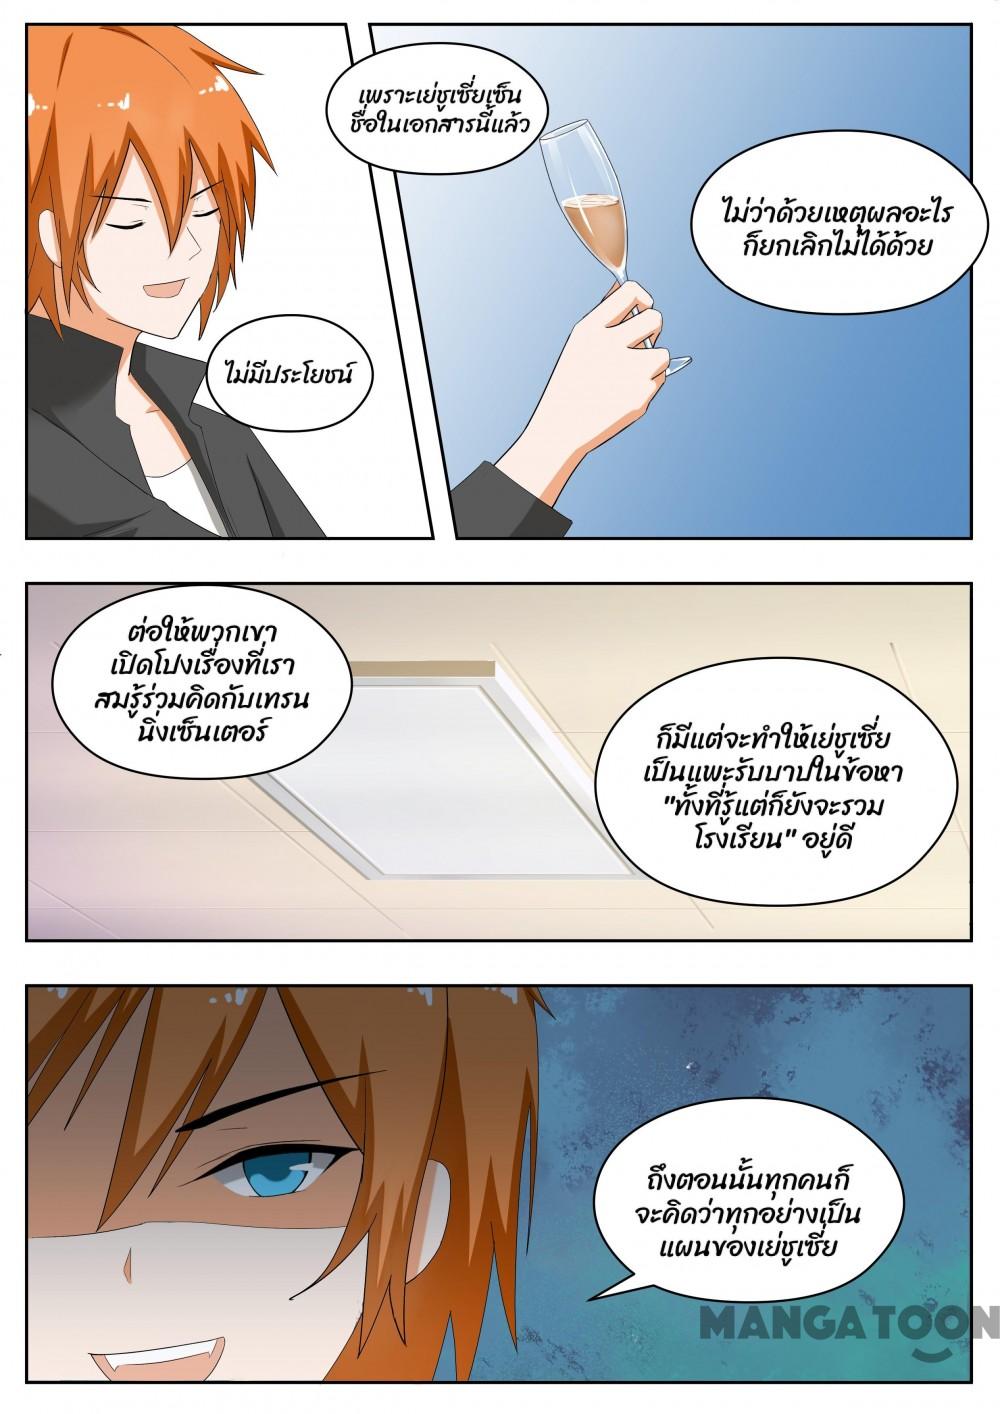 ไม่มีประโยชน์
เพราะเย่ชูเซี่ยเซ็น
ชื่อในเอกสารนี้แล้ว
ไม่ว่าด้วยเหตุผลอะไร
ก็ยกเลิกไม่ได้ด้วย
ต่อให้พวกเขา
เปิดโปงเรื่องที่เรา
สมรู้ร่วมคิดกับเทรน
นิ่งเซ็นเตอร์
ก็มีแต่จะทำให้เย่ชูเซี่ย
เป็นแพะรับบาปในข้อหา
"ทั้งที่รู้แต่ก็ยังจะรวม
โรงเรียน" อยู่ดี
ถึงตอนนั้นทุกคนก็
จะคิดว่าทุกอย่างเป็น
แผนของเย่ชูเซี่ย
MANGATOON